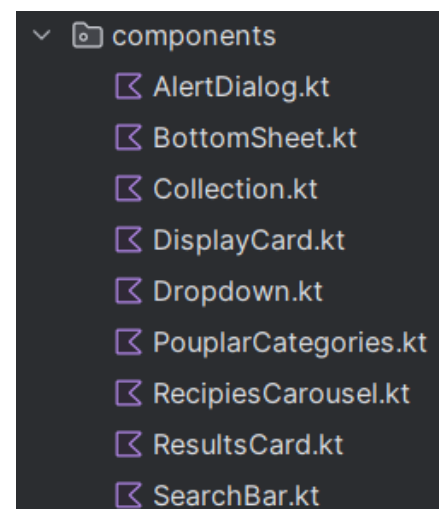 components
AlertDialog.kt
BottomSheet.kt
Collection.kt
DisplayCard.kt
Dropdown.kt
PouplarCategories.kt
RecipiesCarousel.kt
ResultsCard.kt
SearchBar.kt